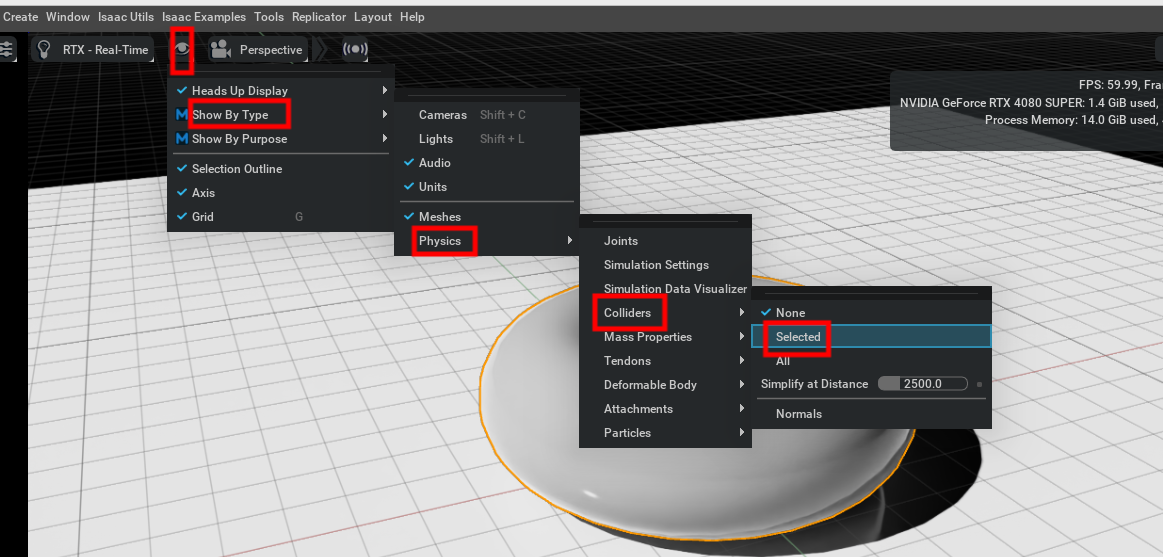 Create Window Isaac Utils Isaac Examples Tools Replicator Layout Help
RTX - Real-Time Perspective
FPS: 59.99, Fra
NVIDIA GeForce RTX 4080 SUPER: 1.4 GiB used,
Process Memory: 14.0 GiB used,
Heads Up Display
Show By Type
Show By Purpose
Selection Outline
Axis
Grid G
Cameras Shift + C
Lights Shift + L
Audio
Units
Meshes
Physics
Joints
Simulation Settings
Simulation Data Visualizer
Colliders
Mass Properties
Tendons
Deformable Body
Attachments
Particles
None
Selected
All
Simplify at Distance 2500.0
Normals